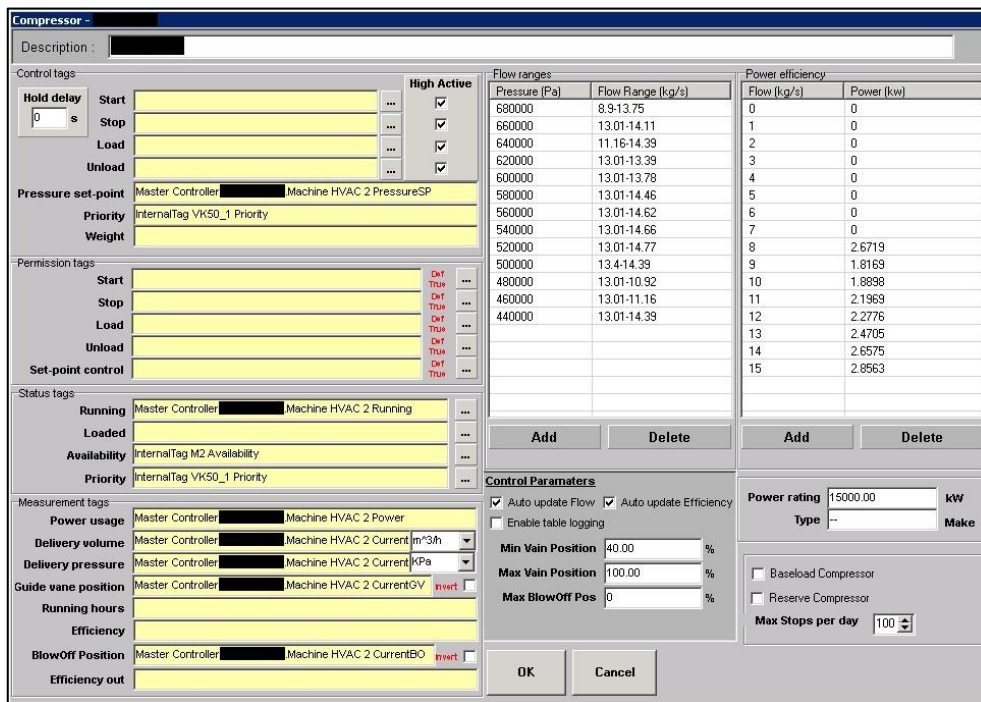 Compressor -
Description :
Control tags
Hold delay
0 s
High Active
Start ...
Stop ...
Load ...
Unload ...
Pressure set-point Master Controller .Machine HVAC 2 PressureSP
Priority InternalTag VK50_1 Priority
Weight
Permission tags
Start Def True ...
Stop Def True ...
Load Def True ...
Unload Def True ...
Set-point control Def True ...
Status tags
Running Master Controller .Machine HVAC 2 Running ...
Loaded ...
Availability InternalTag M2 Availability ...
Priority InternalTag VK50_1 Priority ...
Measurement tags
Power usage Master Controller .Machine HVAC 2 Power
Delivery volume Master Controller .Machine HVAC 2 Current m^3/h
Delivery pressure Master Controller .Machine HVAC 2 Current KPa
Guide vane position Master Controller .Machine HVAC 2 CurrentGV Invert
Running hours
Efficiency
BlowOff Position Master Controller .Machine HVAC 2 CurrentBO Invert
Efficiency out
Flow ranges
Pressure (Pa) Flow Range (kg/s)
680000 8.9-13.75
660000 13.01-14.11
640000 11.16-14.39
620000 13.01-13.39
600000 13.01-13.78
580000 13.01-14.46
560000 13.01-14.62
540000 13.01-14.66
520000 13.01-14.77
500000 13.4-14.39
480000 13.01-10.92
460000 13.01-11.16
440000 13.01-14.39
Add Delete
Power efficiency
Flow (kg/s) Power (kw)
0 0
1 0
2 0
3 0
4 0
5 0
6 0
7 0
8 2.6719
9 1.8169
10 1.8898
11 2.1969
12 2.2776
13 2.4705
14 2.6575
15 2.8563
Add Delete
Control Paramaters
Auto update Flow Auto update Efficiency
Enable table logging
Min Vain Position 40.00 %
Max Vain Position 100.00 %
Max BlowOff Pos 0 %
Power rating 15000.00 kW
Type -- Make
Baseload Compressor
Reserve Compressor
Max Stops per day 100
OK Cancel